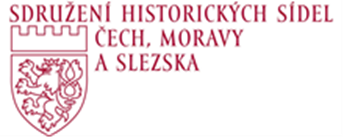 SDRUŽENÍ HISTORICKÝCH SÍDEL
ČECH, MORAVY
A SLEZSKA